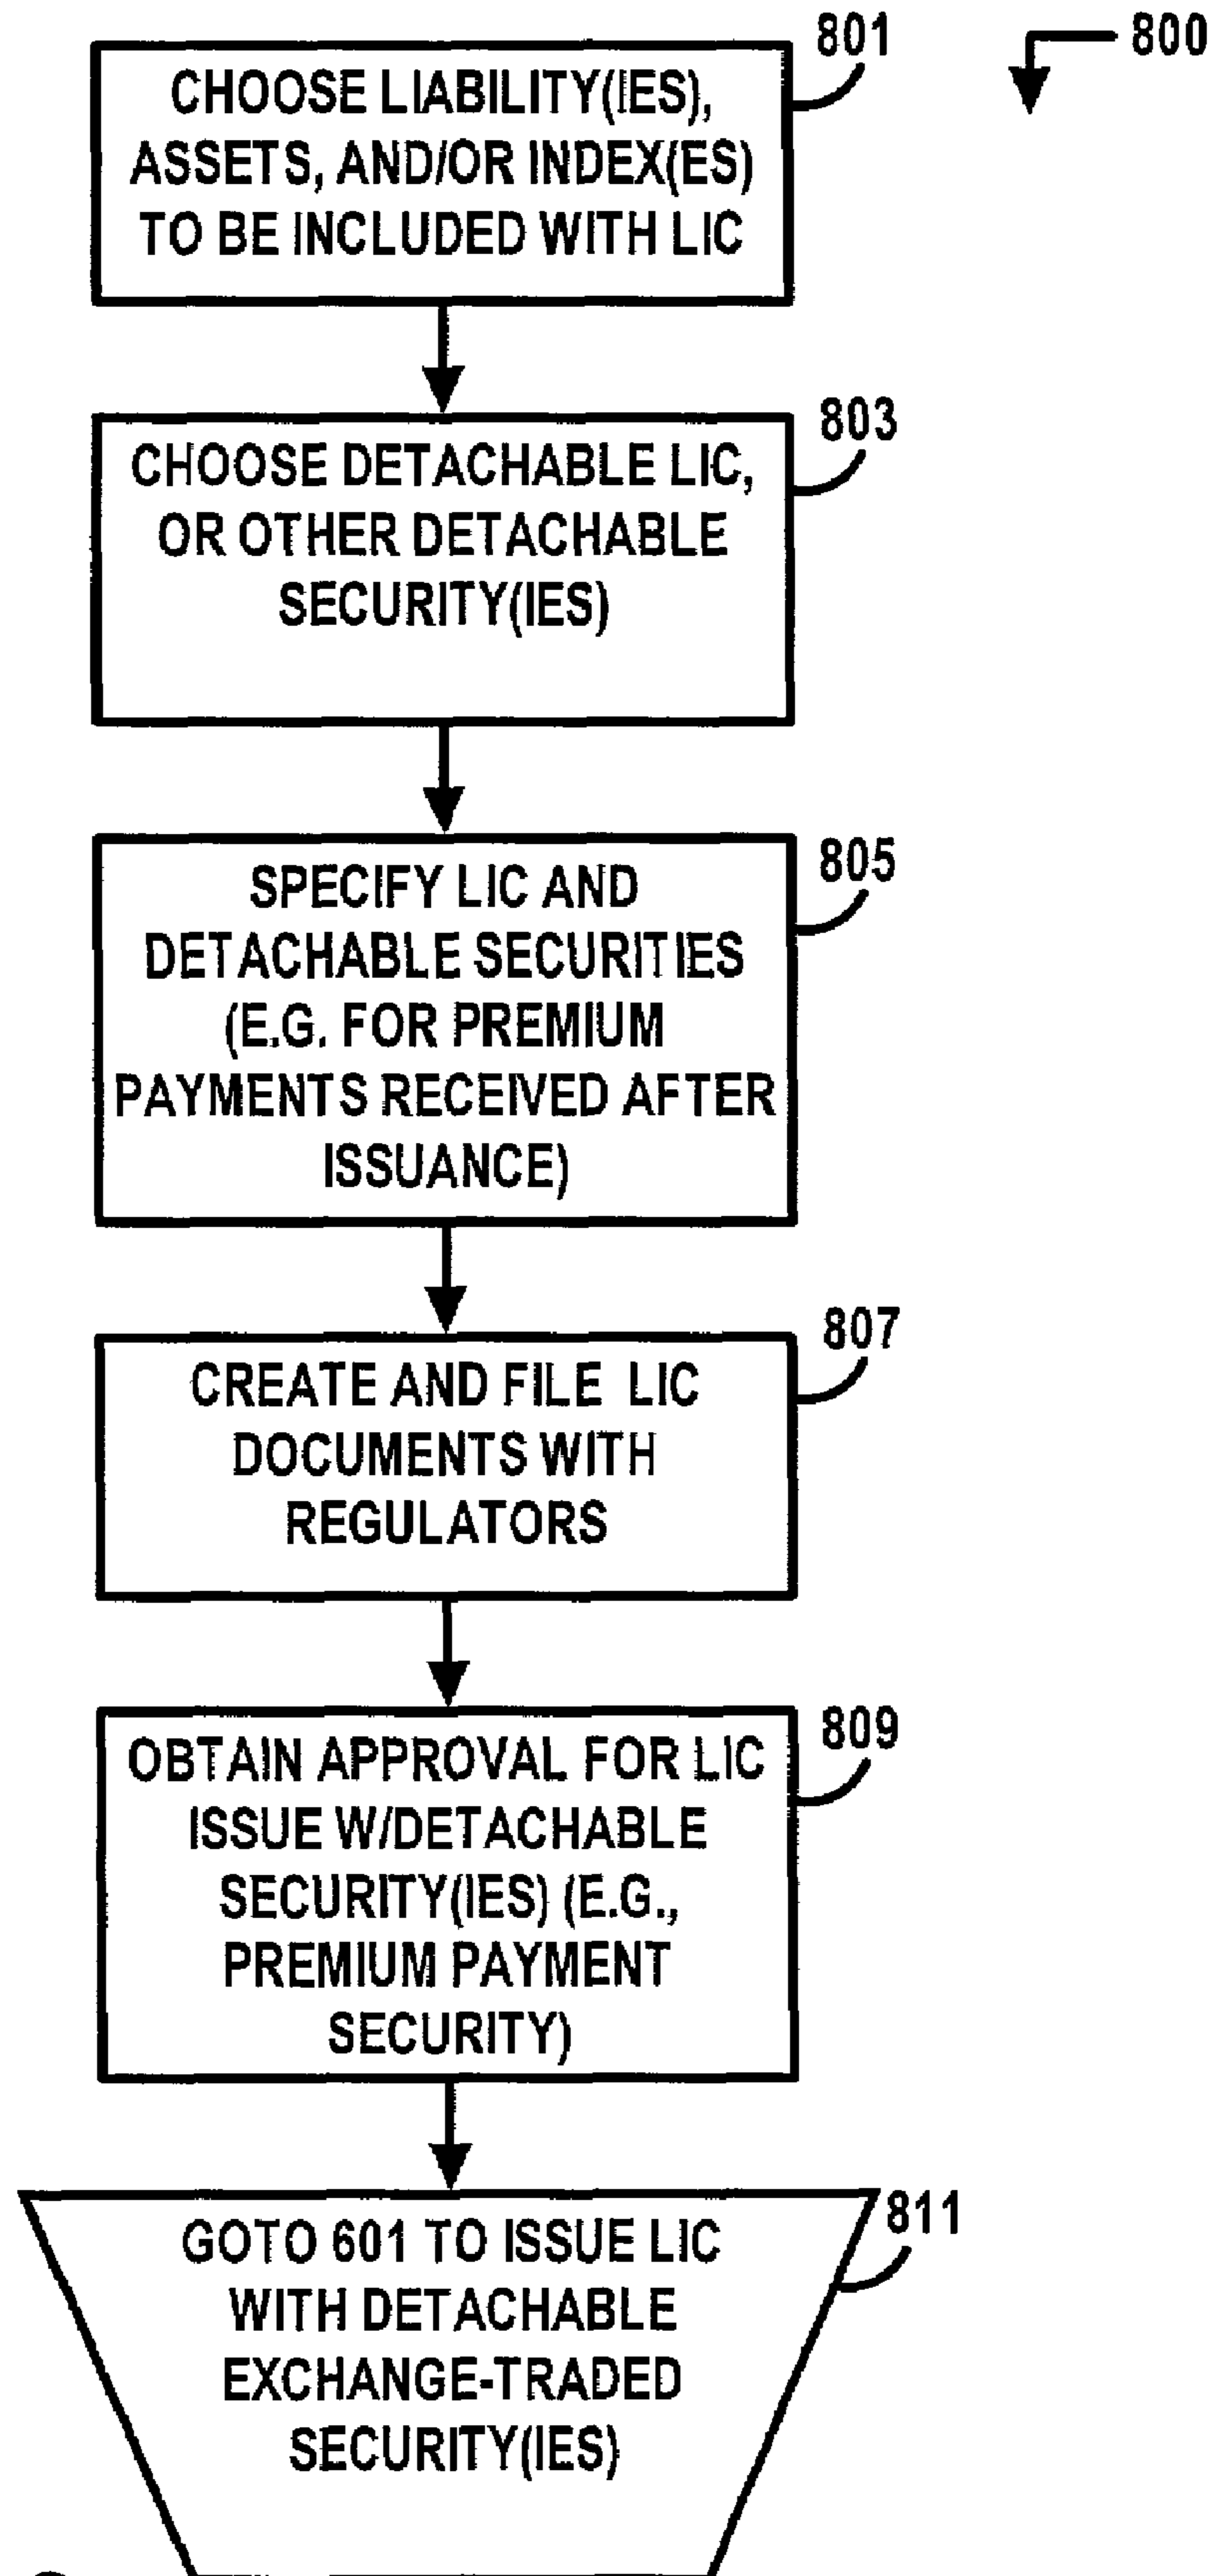 801
800
CHOOSE LIABILITY(IES),
ASSETS, AND/OR INDEX(ES)
TO BE INCLUDED WITH LIC
803
CHOOSE DETACHABLE LIC,
OR OTHER DETACHABLE
SECURITY(IES)
805
SPECIFY LIC AND
DETACHABLE SECURITIES
(E.G. FOR PREMIUM
PAYMENTS RECEIVED AFTER
ISSUANCE)
807
CREATE AND FILE LIC
DOCUMENTS WITH
REGULATORS
809
OBTAIN APPROVAL FOR LIC
ISSUE W/DETACHABLE
SECURITY(IES) (E.G.,
PREMIUM PAYMENT
SECURITY)
811
GOTO 601 TO ISSUE LIC
WITH DETACHABLE
EXCHANGE-TRADED
SECURITY(IES)